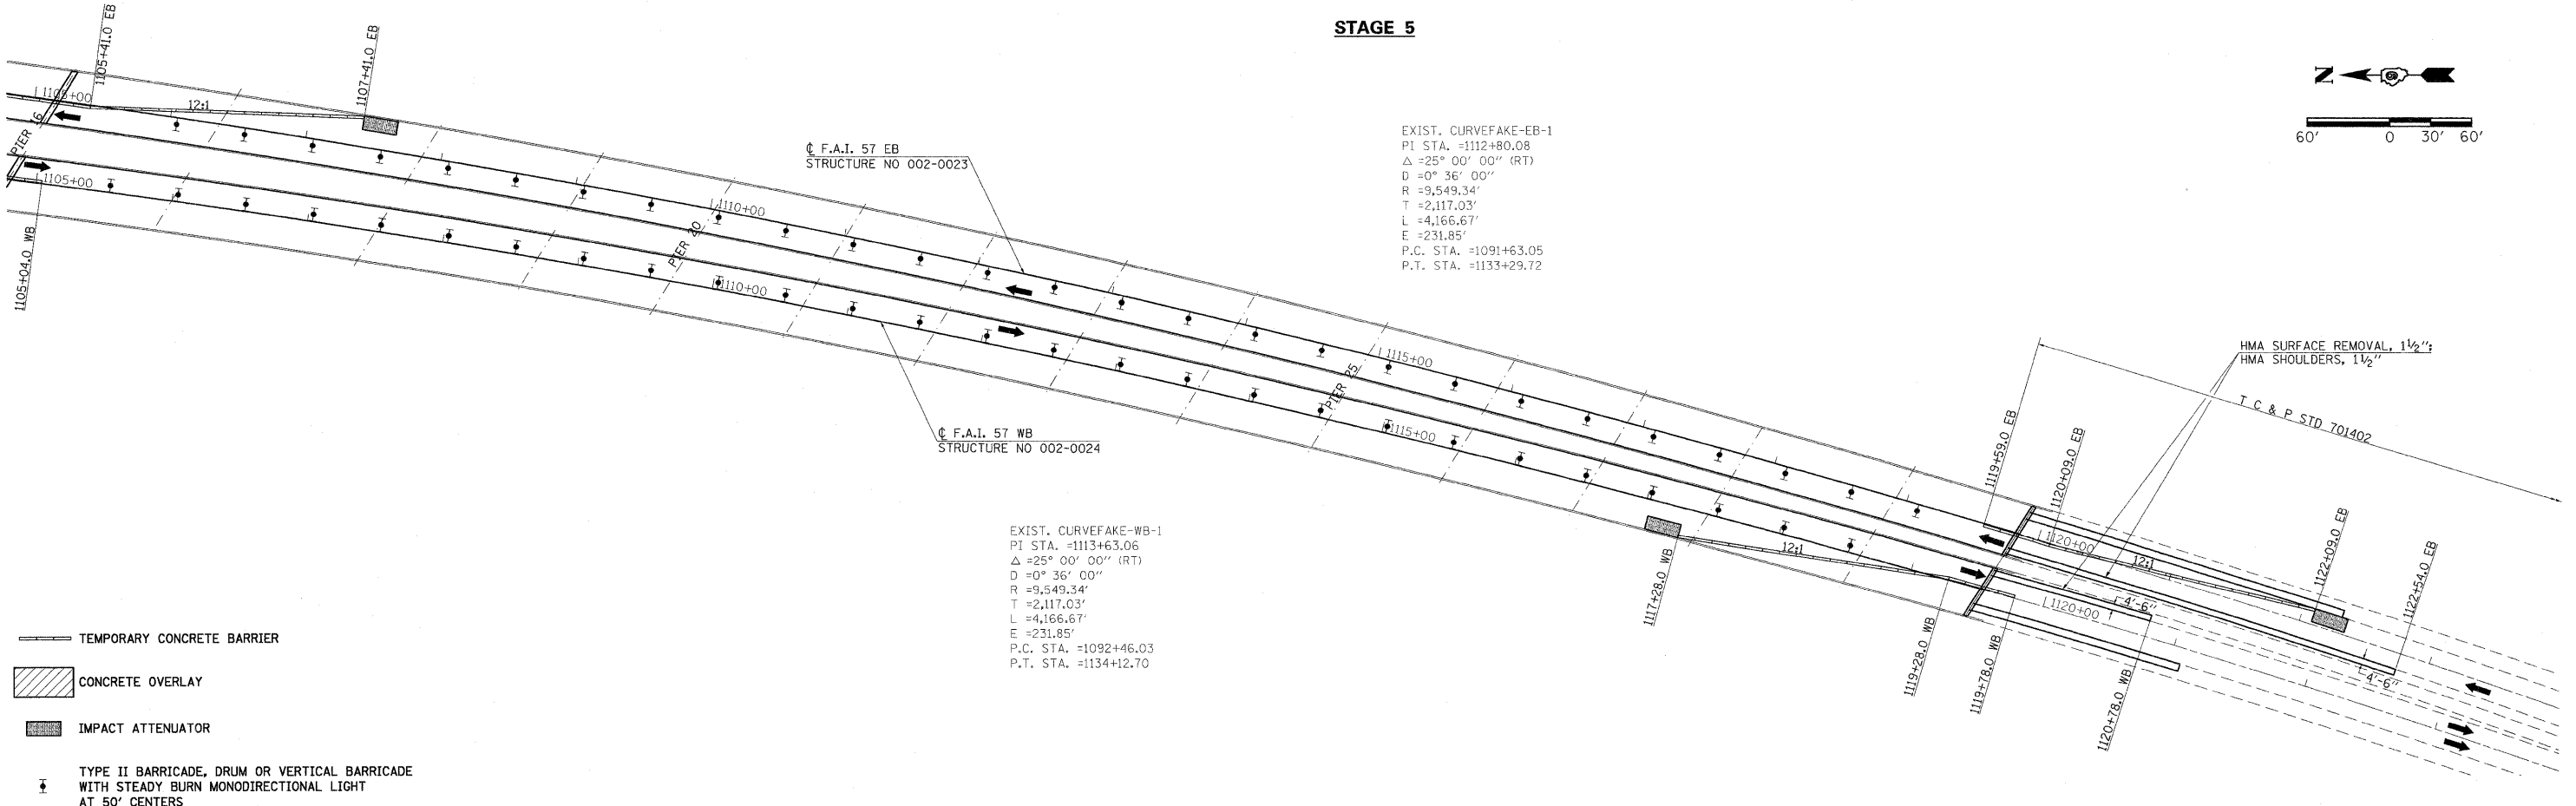 STAGE 5
1105+41.0 EB
1107+41.0 EB
1105+00
12:1
PIER 16
1105+00
1105+04.0 WB
℄ F.A.I. 57 EB
STRUCTURE NO 002-0023
1110+00
PIER 20
1110+00
℄ F.A.I. 57 WB
STRUCTURE NO 002-0024
EXIST. CURVEFAKE-EB-1
PI STA. =1112+80.08
Δ =25° 00' 00" (RT)
D =0° 36' 00"
R =9,549.34'
T =2,117.03'
L =4,166.67'
E =231.85'
P.C. STA. =1091+63.05
P.T. STA. =1133+29.72
N
60' 0 30' 60'
1115+00
PIER 25
1115+00
HMA SURFACE REMOVAL, 1½";
HMA SHOULDERS, 1½"
T C & P STD 701402
1119+59.0 EB
1120+09.0 EB
1120+00
12:1
1122+09.0 EB
1122+54.0 EB
12:1
1117+28.0 WB
1119+28.0 WB
1119+78.0 WB
1120+00
4'-6"
1120+78.0 WB
4'-6"
EXIST. CURVEFAKE-WB-1
PI STA. =1113+63.06
Δ =25° 00' 00" (RT)
D =0° 36' 00"
R =9,549.34'
T =2,117.03'
L =4,166.67'
E =231.85'
P.C. STA. =1092+46.03
P.T. STA. =1134+12.70
TEMPORARY CONCRETE BARRIER
CONCRETE OVERLAY
IMPACT ATTENUATOR
TYPE II BARRICADE, DRUM OR VERTICAL BARRICADE
WITH STEADY BURN MONODIRECTIONAL LIGHT
AT 50' CENTERS